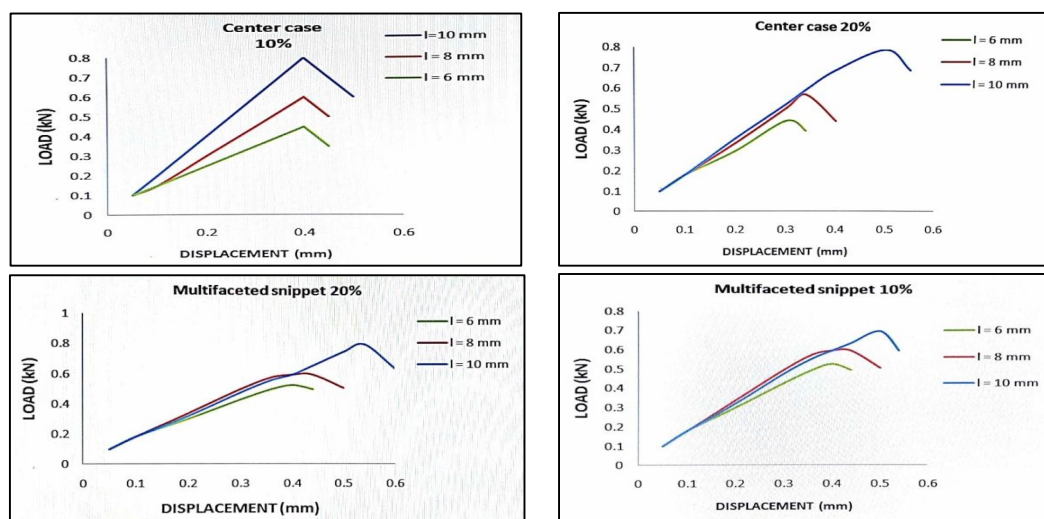 Center case
10%
l=10 mm
l = 8 mm
l = 6 mm
LOAD (kN)
0.8
0.7
0.6
0.5
0.4
0.3
0.2
0.1
0
0 0.2 0.4 0.6
DISPLACEMENT (mm)
Center case 20%
l = 6 mm
l = 8 mm
l = 10 mm
LOAD (kN)
0.8
0.7
0.6
0.5
0.4
0.3
0.2
0.1
0
0 0.1 0.2 0.3 0.4 0.5 0.6
DISPLACEMENT (mm)
Multifaceted snippet 20%
l = 6 mm
l = 8 mm
l = 10 mm
LOAD (kN)
1
0.8
0.6
0.4
0.2
0
0 0.1 0.2 0.3 0.4 0.5 0.6
DISPLACEMENT (mm)
Multifaceted snippet 10%
l = 6 mm
l = 8 mm
l = 10 mm
LOAD (kN)
0.8
0.7
0.6
0.5
0.4
0.3
0.2
0.1
0
0 0.1 0.2 0.3 0.4 0.5 0.6
DISPLACEMENT (mm)